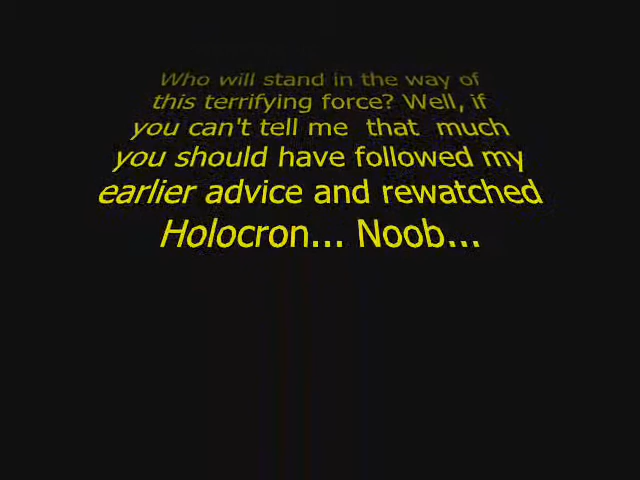 Who will stand in the way of
this terrifying force? Well, if
you can't tell me that much
you should have followed my
earlier advice and rewatched
Holocron... Noob...